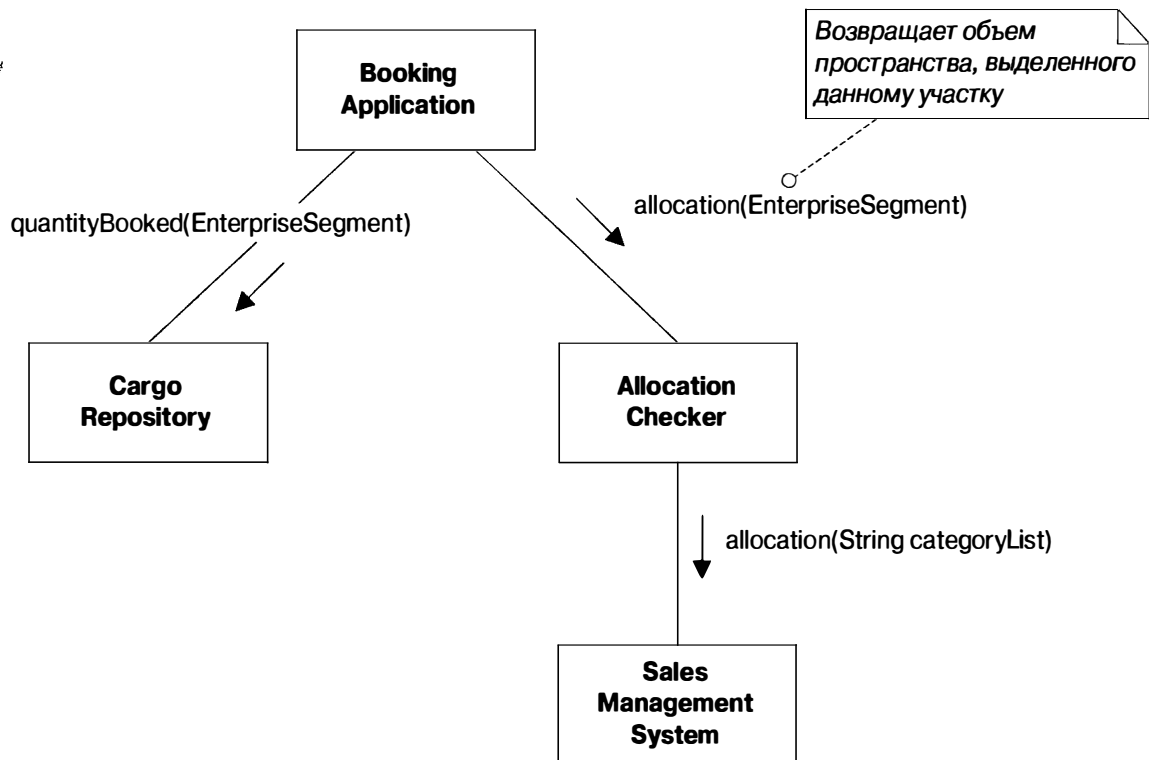 Booking
Application
Возвращает объем
пространства, выделенного
данному участку
quantityBooked(EnterpriseSegment)
allocation(EnterpriseSegment)
Cargo
Repository
Allocation
Checker
allocation(String categoryList)
Sales
Management
System